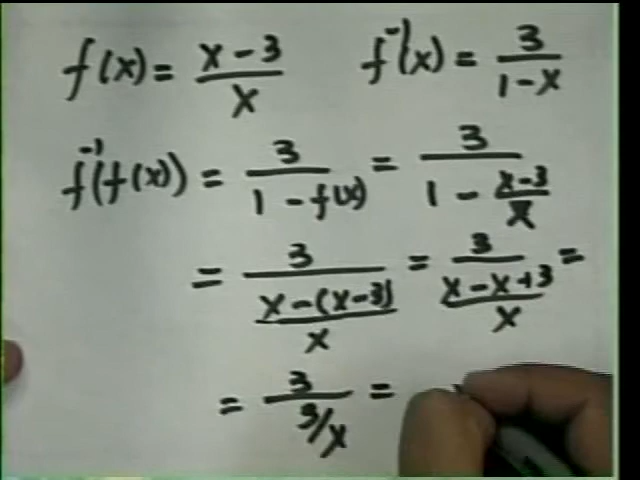 f(x) = (x - 3)/x    f⁻¹(x) = 3/(1 - x)
f⁻¹(f(x)) = 3/(1 - f(x)) = 3/(1 - (x - 3)/x)
= 3/((x - (x - 3))/x) = 3/((x - x + 3)/x) =
= 3/(3/x) =